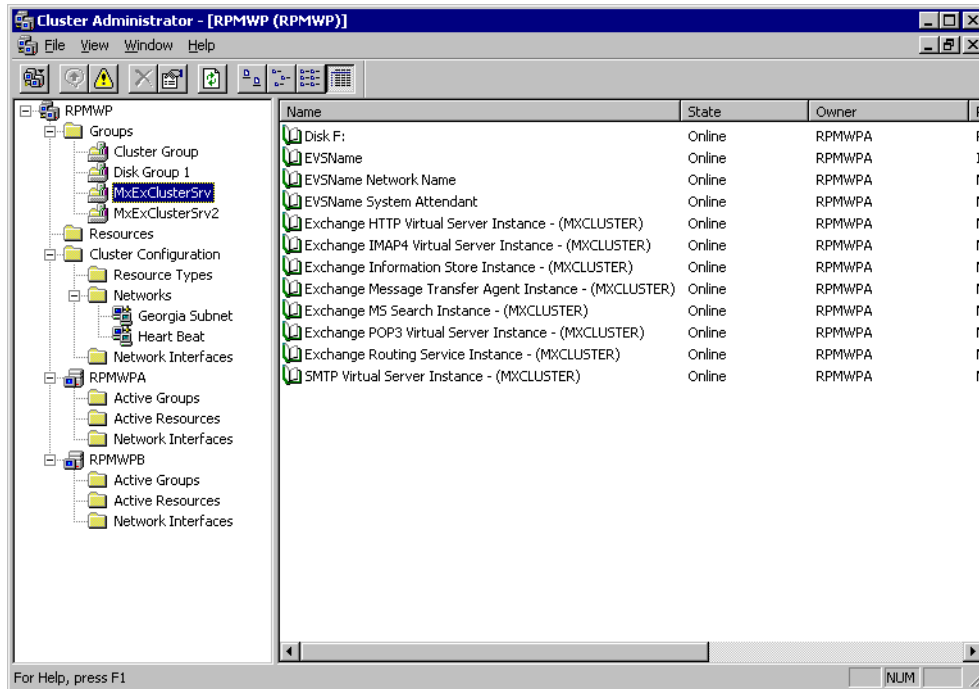 Cluster Administrator - [RPMWP (RPMWP)]
File View Window Help
RPMWP
Groups
Cluster Group
Disk Group 1
MxExClusterSrv
MxExClusterSrv2
Resources
Cluster Configuration
Resource Types
Networks
Georgia Subnet
Heart Beat
Network Interfaces
RPMWPA
Active Groups
Active Resources
Network Interfaces
RPMWPB
Active Groups
Active Resources
Network Interfaces
Name State Owner
Disk F: Online RPMWPA
EVSName Online RPMWPA
EVSName Network Name Online RPMWPA
EVSName System Attendant Online RPMWPA
Exchange HTTP Virtual Server Instance - (MXCLUSTER) Online RPMWPA
Exchange IMAP4 Virtual Server Instance - (MXCLUSTER) Online RPMWPA
Exchange Information Store Instance - (MXCLUSTER) Online RPMWPA
Exchange Message Transfer Agent Instance - (MXCLUSTER) Online RPMWPA
Exchange MS Search Instance - (MXCLUSTER) Online RPMWPA
Exchange POP3 Virtual Server Instance - (MXCLUSTER) Online RPMWPA
Exchange Routing Service Instance - (MXCLUSTER) Online RPMWPA
SMTP Virtual Server Instance - (MXCLUSTER) Online RPMWPA
For Help, press F1 NUM